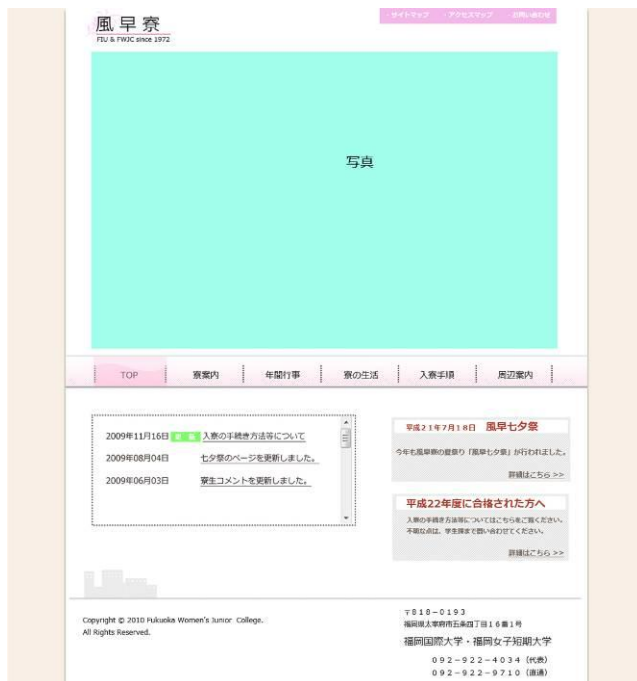 風早寮
FIU & FWJC since 1972
・サイトマップ ・アクセスマップ ・お問い合わせ
写真
TOP 寮案内 年間行事 寮の生活 入寮手順 周辺案内
2009年11月16日 入寮の手続き方法等について
2009年08月04日 七夕祭のページを更新しました。
2009年06月03日 寮生コメントを更新しました。
平成21年7月18日 風早七夕祭
今年も風早寮の夏祭り「風早七夕祭」が行われました。
詳細はこちら >>
平成22年度に合格された方へ
入寮の手続き方法等についてはこちらをご覧ください。
不明な点は、学生課まで問い合わせてください。
詳細はこちら >>
Copyright © 2010 Fukuoka Women's Junior College.
All Rights Reserved.
〒818-0193
福岡県太宰府市五条四丁目16番1号
福岡国際大学・福岡女子短期大学
092-922-4034 (代表)
092-922-9710 (直通)